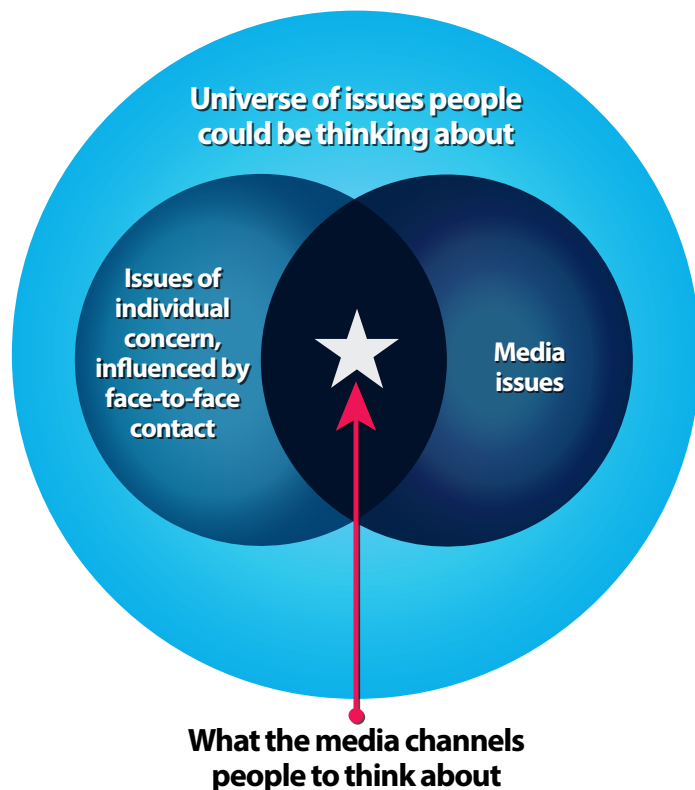 Universe of issues people
could be thinking about
Issues of
individual
concern,
influenced by
face-to-face
contact
Media
issues
What the media channels
people to think about